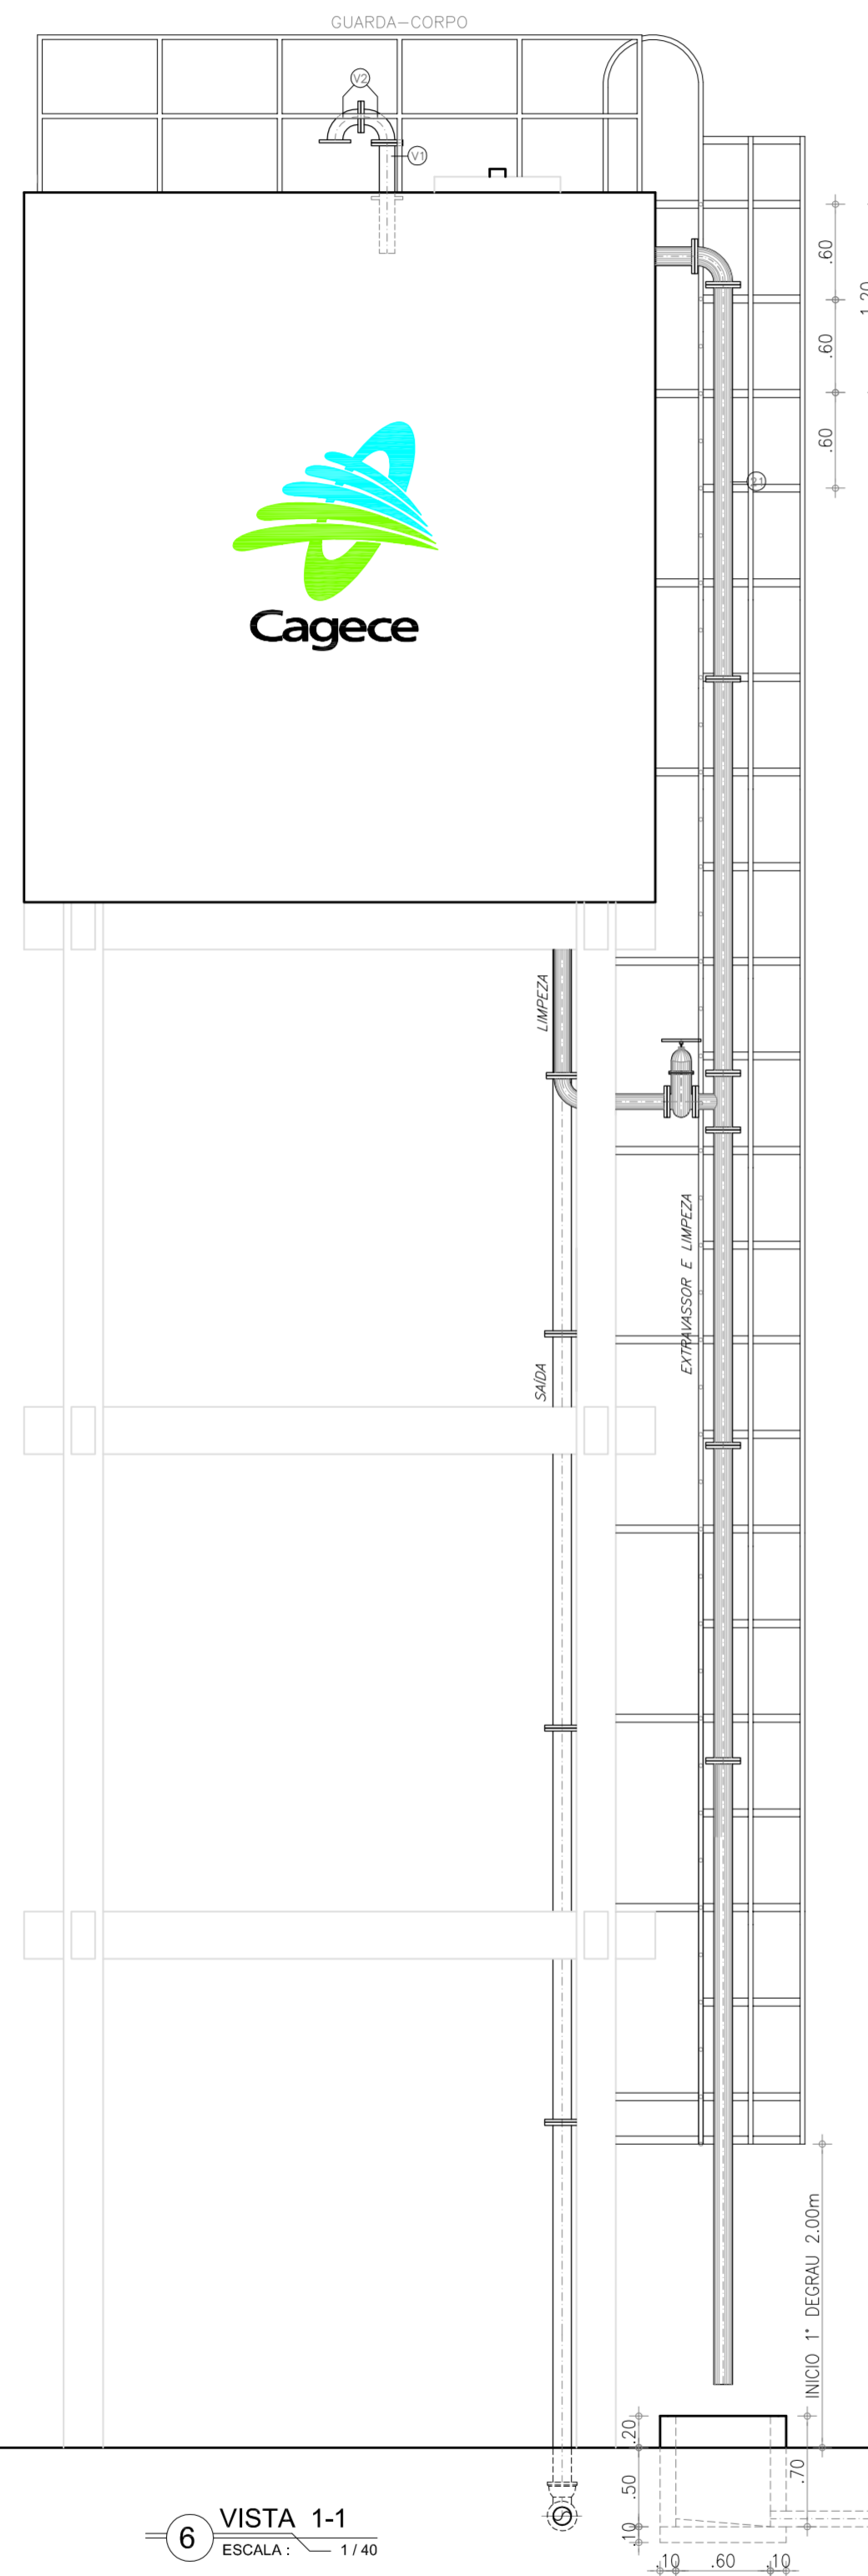 GUARDA-CORPO
V2
V1
.60
1.20
.60
.60
21
Cagece
LIMPEZA
EXTRAVASSOR E LIMPEZA
SAÍDA
INICIO 1° DEGRAU 2.00m
.20
.50
.70
.10
.10 .60 .10
6 VISTA 1-1
ESCALA : 1 / 40